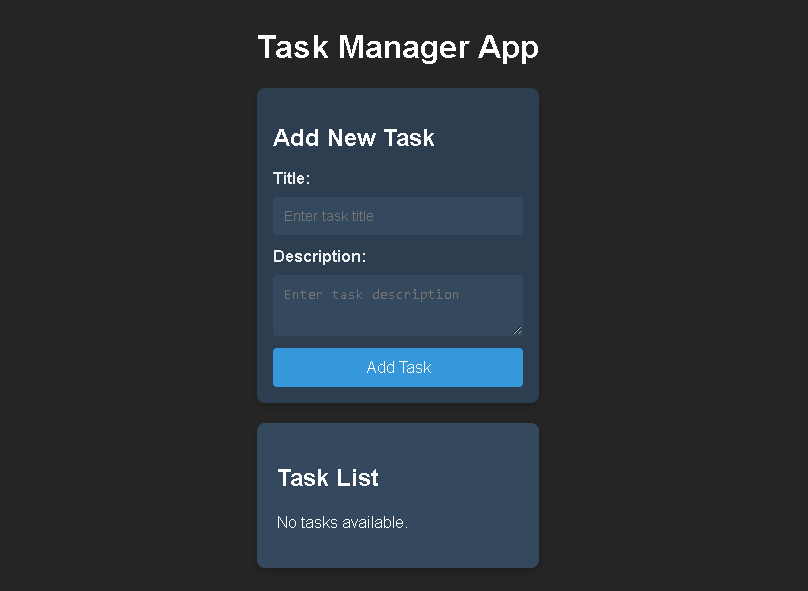 Task Manager App
Add New Task
Title:
Enter task title
Description:
Enter task description
Add Task
Task List
No tasks available.